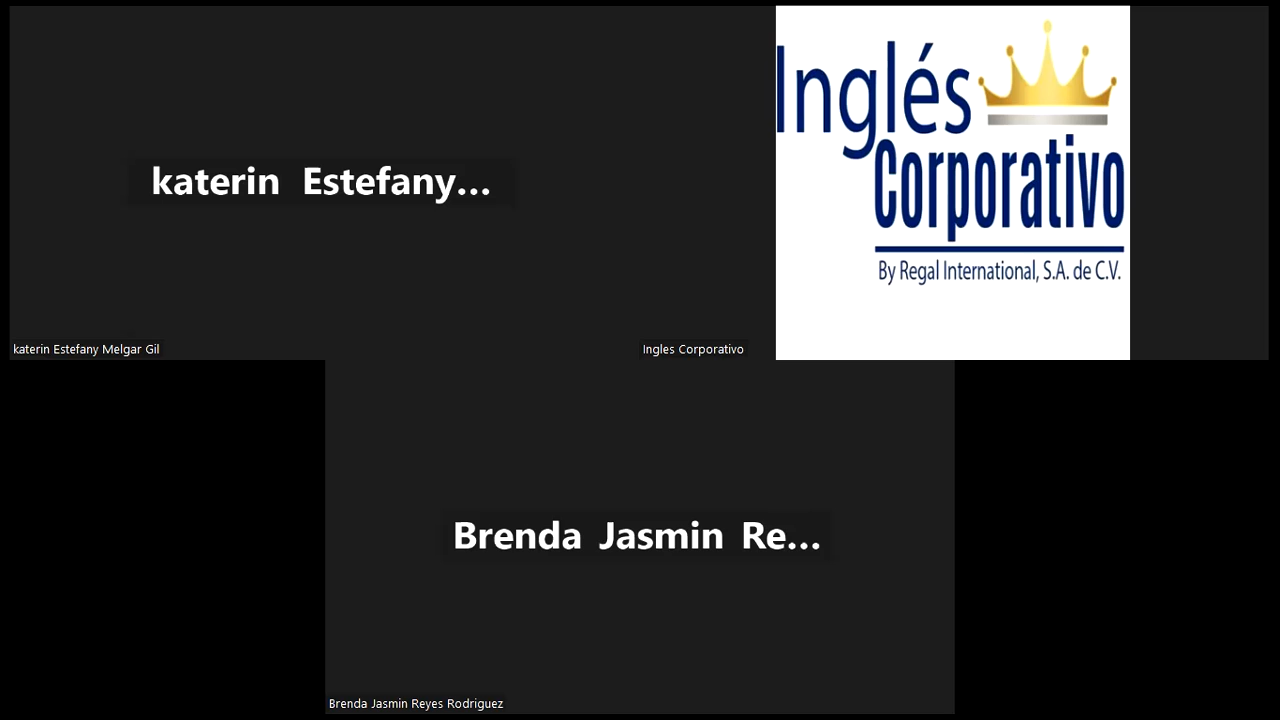 katerin Estefany...
katerin Estefany Melgar Gil
Inglés
Corporativo
By Regal International, S.A. de C.V.
Ingles Corporativo
Brenda Jasmin Re...
Brenda Jasmin Reyes Rodriguez